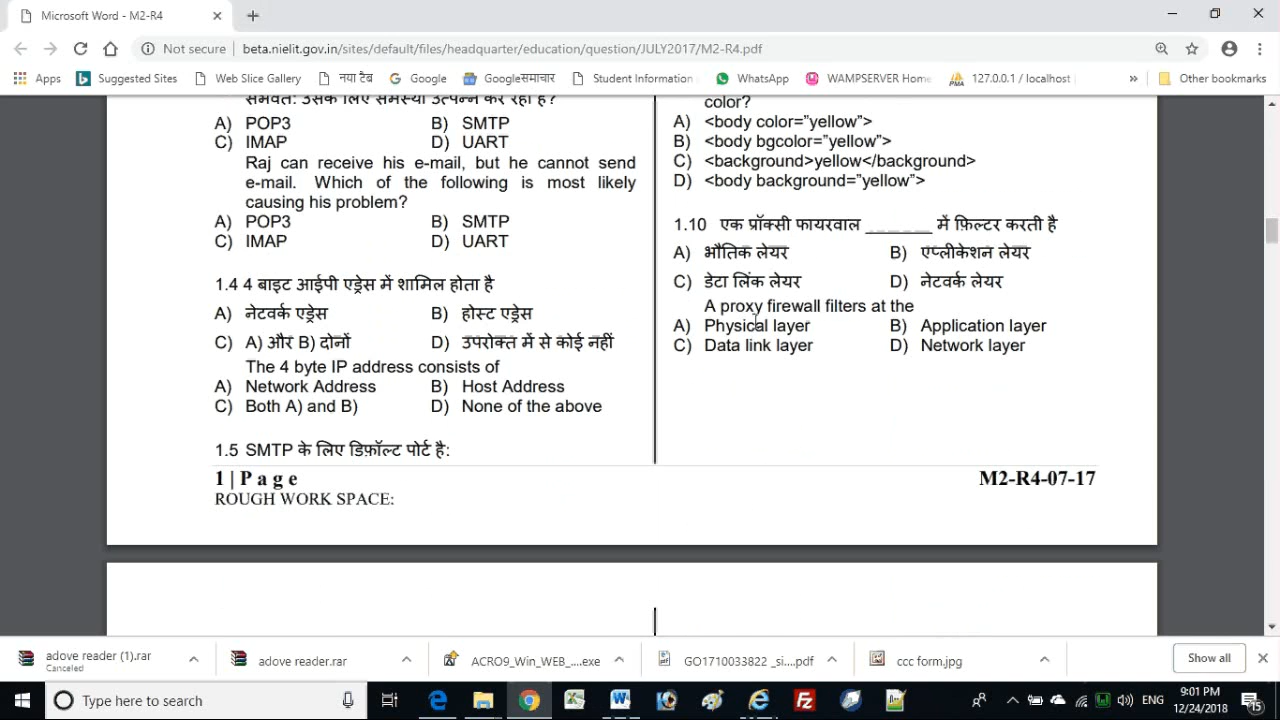 Microsoft Word - M2-R4
Not secure
beta.nielit.gov.in/sites/default/files/headquarter/education/question/JULY2017/M2-R4.pdf
Apps
Suggested Sites
Web Slice Gallery
नया टैब
Google
Googleसमाचार
Student Information
WhatsApp
WAMPSERVER Home
127.0.0.1 / localhost
»
Other bookmarks
संभवत: उसके लिए समस्या उत्पन्न कर रहा है?
A) POP3 B) SMTP
C) IMAP D) UART
Raj can receive his e-mail, but he cannot send
e-mail. Which of the following is most likely
causing his problem?
A) POP3 B) SMTP
C) IMAP D) UART
1.4 4 बाइट आईपी एड्रेस में शामिल होता है
A) नेटवर्क एड्रेस B) होस्ट एड्रेस
C) A) और B) दोनों D) उपरोक्त में से कोई नहीं
The 4 byte IP address consists of
A) Network Address B) Host Address
C) Both A) and B) D) None of the above
1.5 SMTP के लिए डिफ़ॉल्ट पोर्ट है:
color?
A) <body color=”yellow”>
B) <body bgcolor=”yellow”>
C) <background>yellow</background>
D) <body background=”yellow”>
1.10 एक प्रॉक्सी फायरवाल _______ में फ़िल्टर करती है
A) भौतिक लेयर B) एप्लीकेशन लेयर
C) डेटा लिंक लेयर D) नेटवर्क लेयर
A proxy firewall filters at the
A) Physical layer B) Application layer
C) Data link layer D) Network layer
1 | P a g e M2-R4-07-17
ROUGH WORK SPACE:
adove reader (1).rar
Canceled
adove reader.rar
ACRO9_Win_WEB_....exe
GO1710033822 _si....pdf
ccc form.jpg
Show all
Type here to search
ENG
9:01 PM
12/24/2018
15